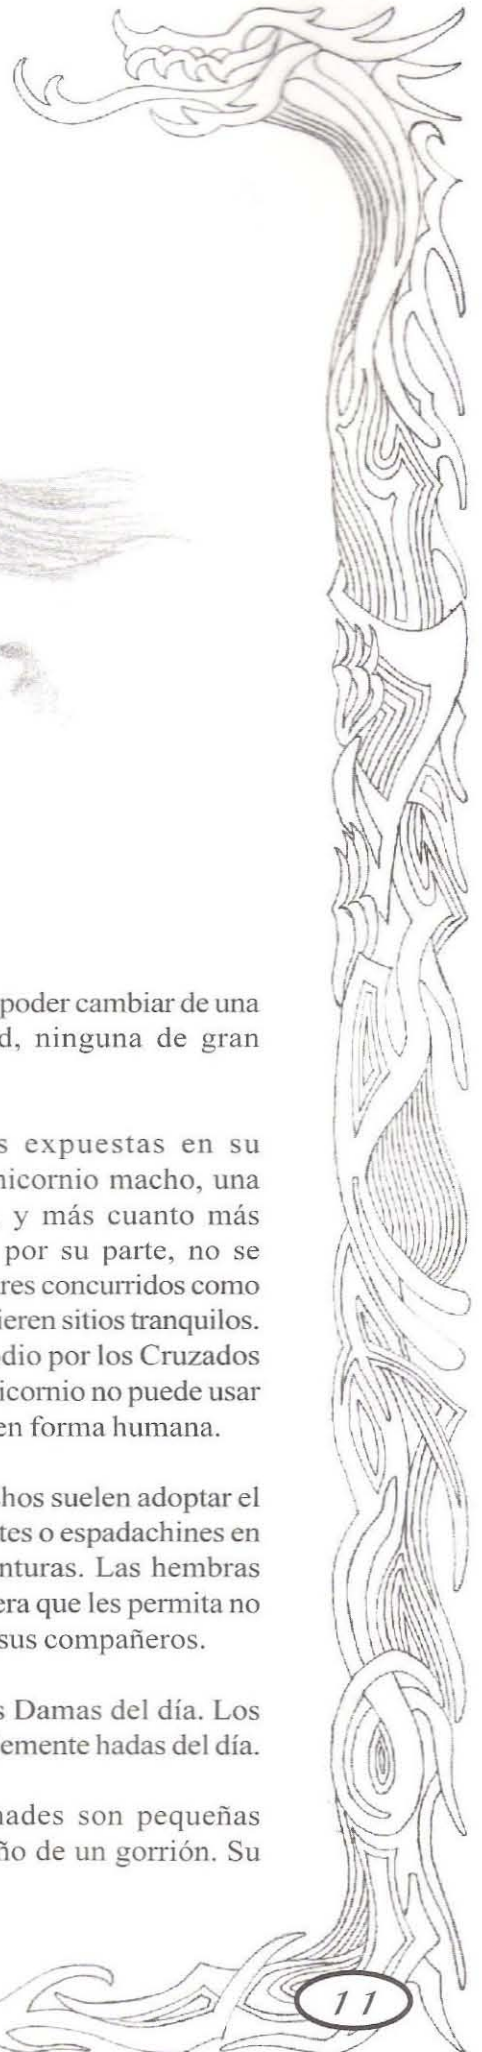 poder cambiar de una
d, ninguna de gran
s expuestas en su
nicornio macho, una
y más cuanto más
por su parte, no se
res concurridos como
ieren sitios tranquilos.
odio por los Cruzados
icornio no puede usar
en forma humana.
hos suelen adoptar el
tes o espadachines en
nturas. Las hembras
era que les permita no
sus compañeros.
s Damas del día. Los
emente hadas del día.
nades son pequeñas
ño de un gorrión. Su
11